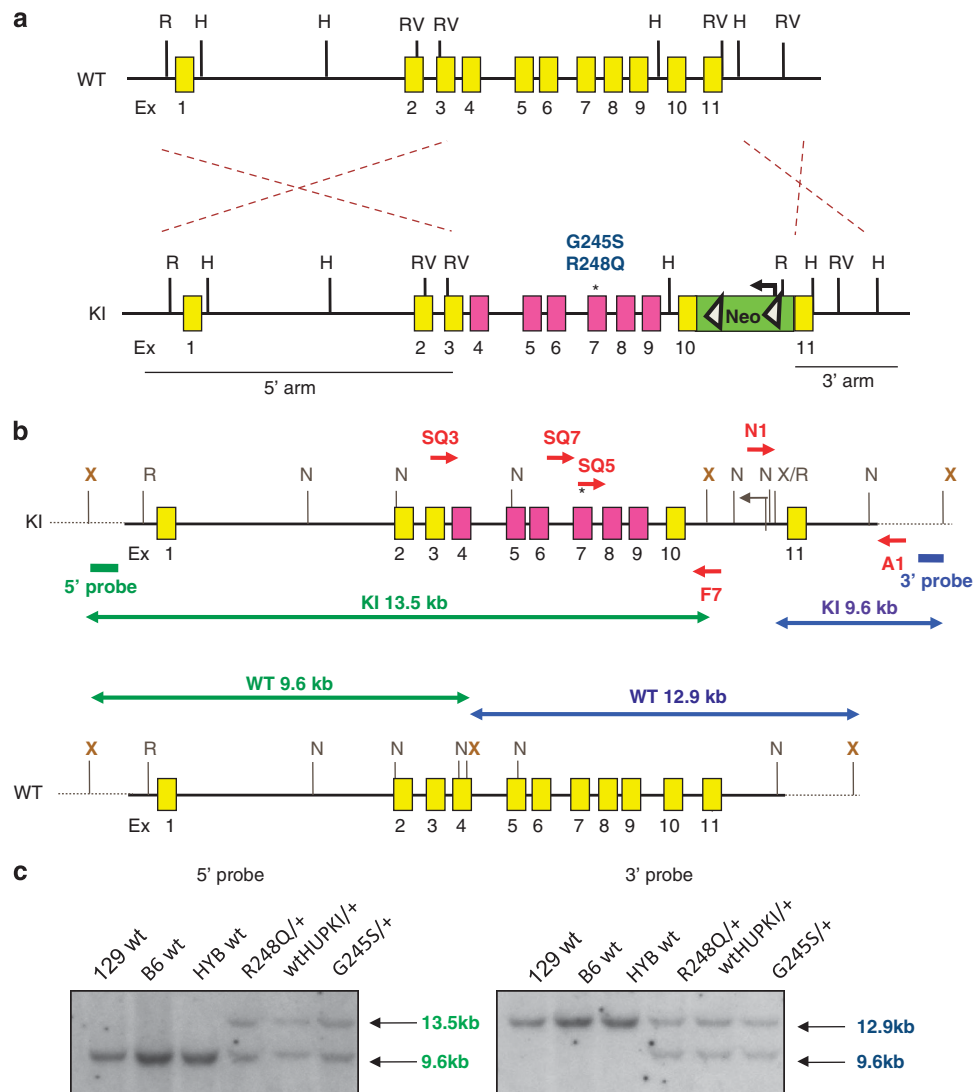 a
R H H RV RV H RV H RV
WT
Ex 1 2 3 4 5 6 7 8 9 10 11
G245S
R248Q
R H H RV RV * H R H RV H
KI
Neo
Ex 1 2 3 4 5 6 7 8 9 10 11
5' arm 3' arm
b
SQ3 SQ7 N1
SQ5
X R N N N * X N N X/R N X
KI
Ex 1 2 3 4 5 6 7 8 9 10 11
5' probe F7 A1 3' probe
KI 13.5 kb KI 9.6 kb
WT 9.6 kb WT 12.9 kb
X R N N N X N N X
WT
Ex 1 2 3 4 5 6 7 8 9 10 11
c
5' probe 3' probe
129 wt B6 wt HYB wt R248Q/+ wtHUPKI/+ G245S/+
129 wt B6 wt HYB wt R248Q/+ wtHUPKI/+ G245S/+
13.5kb 12.9kb
9.6kb 9.6kb